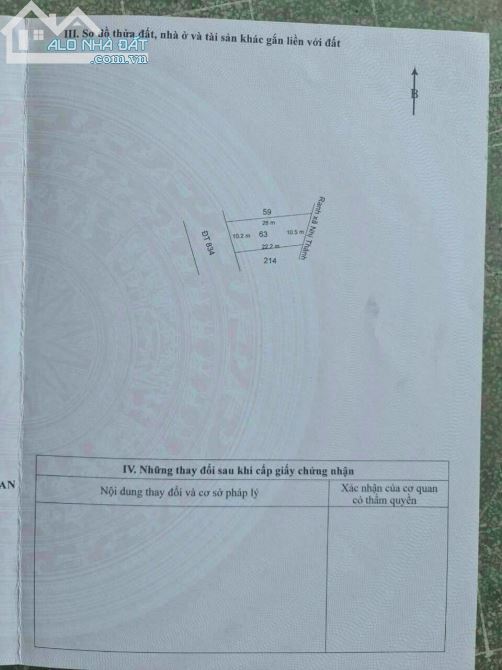 ALO NHÀ ĐẤT
.com.vn
III. Sơ đồ thửa đất, nhà ở và tài sản khác gắn liền với đất
B
59
26 m
ĐT 834
10.2 m
63
10.5 m
Ranh xã Nhị Thành
22.2 m
214
IV. Những thay đổi sau khi cấp giấy chứng nhận
AN
Nội dung thay đổi và cơ sở pháp lý
Xác nhận của cơ quan
có thẩm quyền